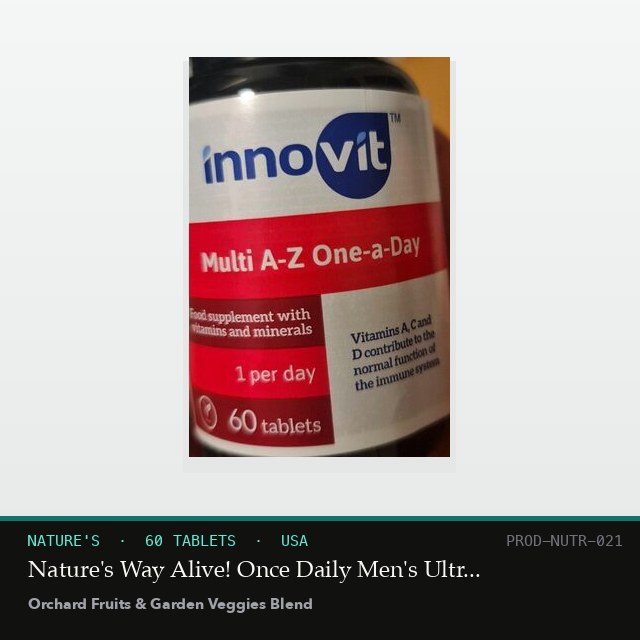 innovit TM
Multi A-Z One-a-Day
Food supplement with
vitamins and minerals
1 per day
60 tablets
Vitamins A, C and
D contribute to the
normal function of
the immune system
NATURE'S · 60 TABLETS · USA
PROD-NUTR-021
Nature's Way Alive! Once Daily Men's Ultr...
Orchard Fruits & Garden Veggies Blend